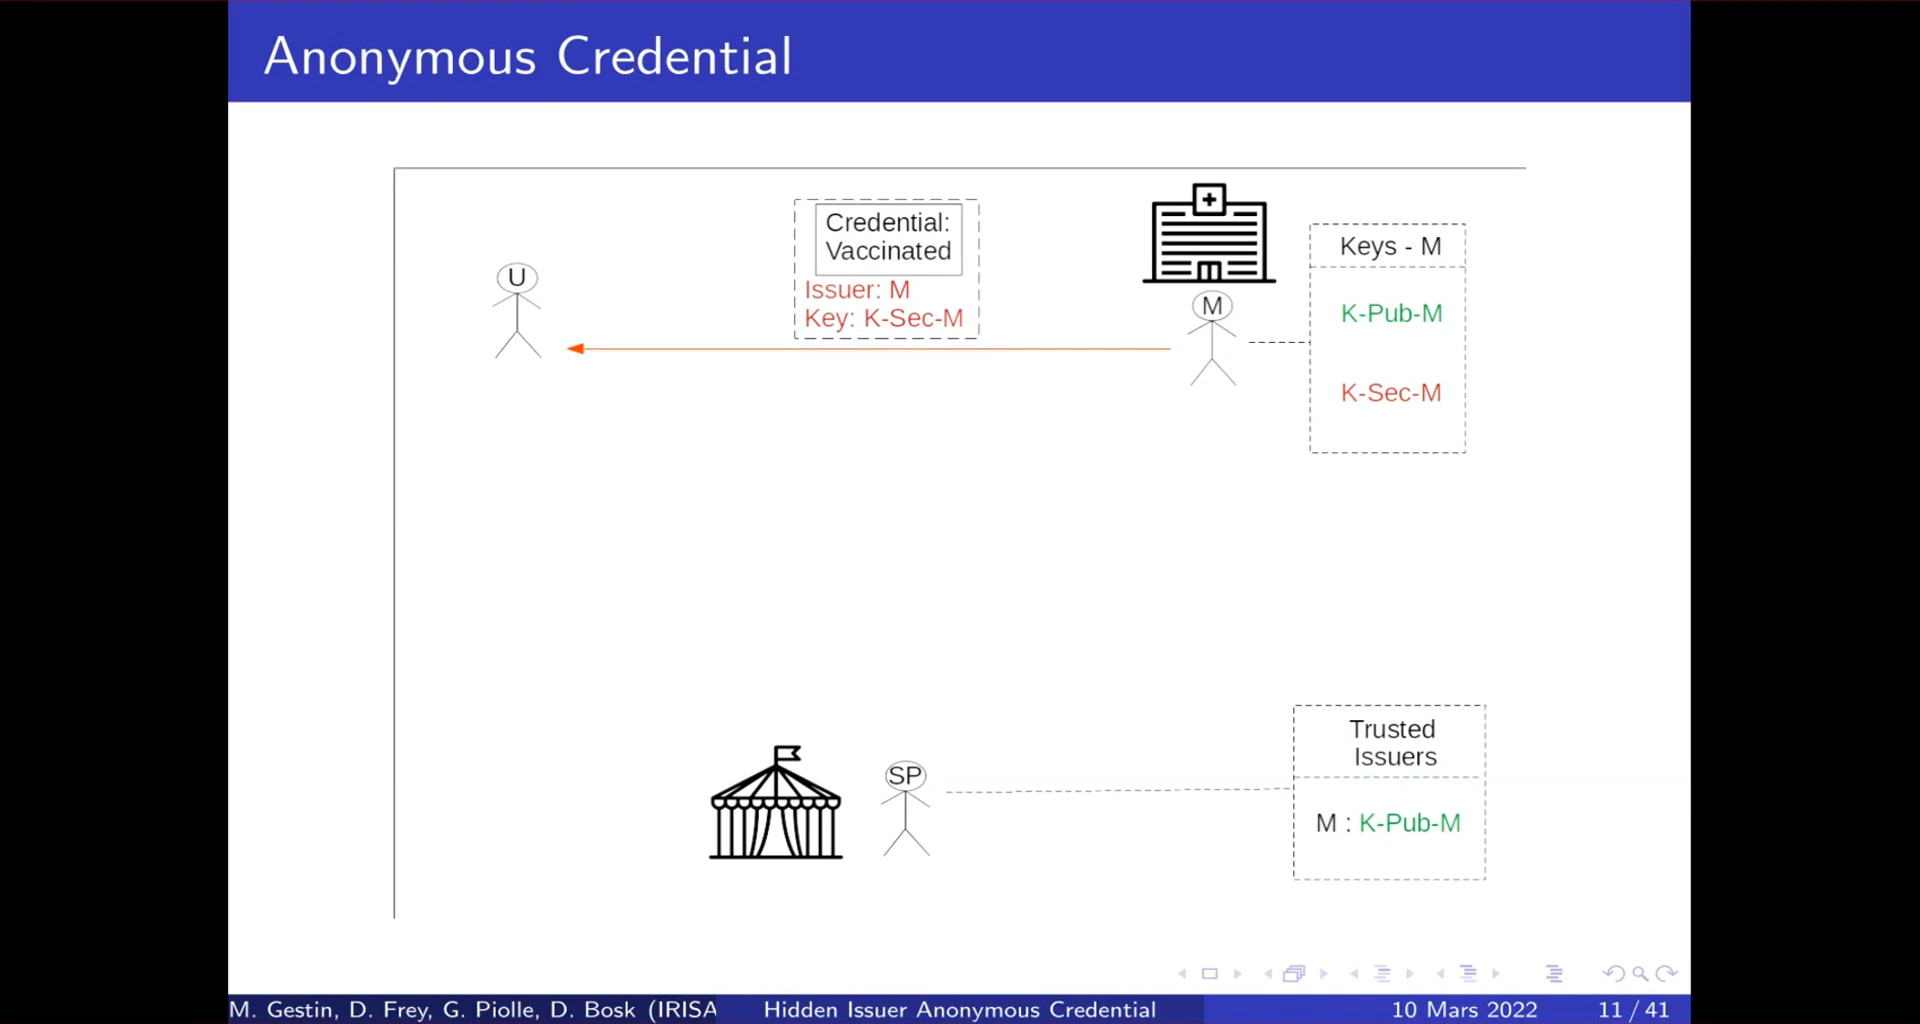 Anonymous Credential
Credential:
Vaccinated
Issuer: M
Key: K-Sec-M
U
M
Keys - M
K-Pub-M
K-Sec-M
SP
Trusted
Issuers
M : K-Pub-M
M. Gestin, D. Frey, G. Piolle, D. Bosk (IRISA
Hidden Issuer Anonymous Credential
10 Mars 2022
11 / 41